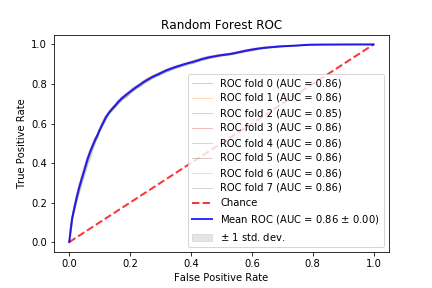 Random Forest ROC
1.0
0.8
0.6
0.4
0.2
0.0
True Positive Rate
ROC fold 0 (AUC = 0.86)
ROC fold 1 (AUC = 0.86)
ROC fold 2 (AUC = 0.85)
ROC fold 3 (AUC = 0.86)
ROC fold 4 (AUC = 0.86)
ROC fold 5 (AUC = 0.86)
ROC fold 6 (AUC = 0.86)
ROC fold 7 (AUC = 0.86)
Chance
Mean ROC (AUC = 0.86 ± 0.00)
± 1 std. dev.
0.0 0.2 0.4 0.6 0.8 1.0
False Positive Rate